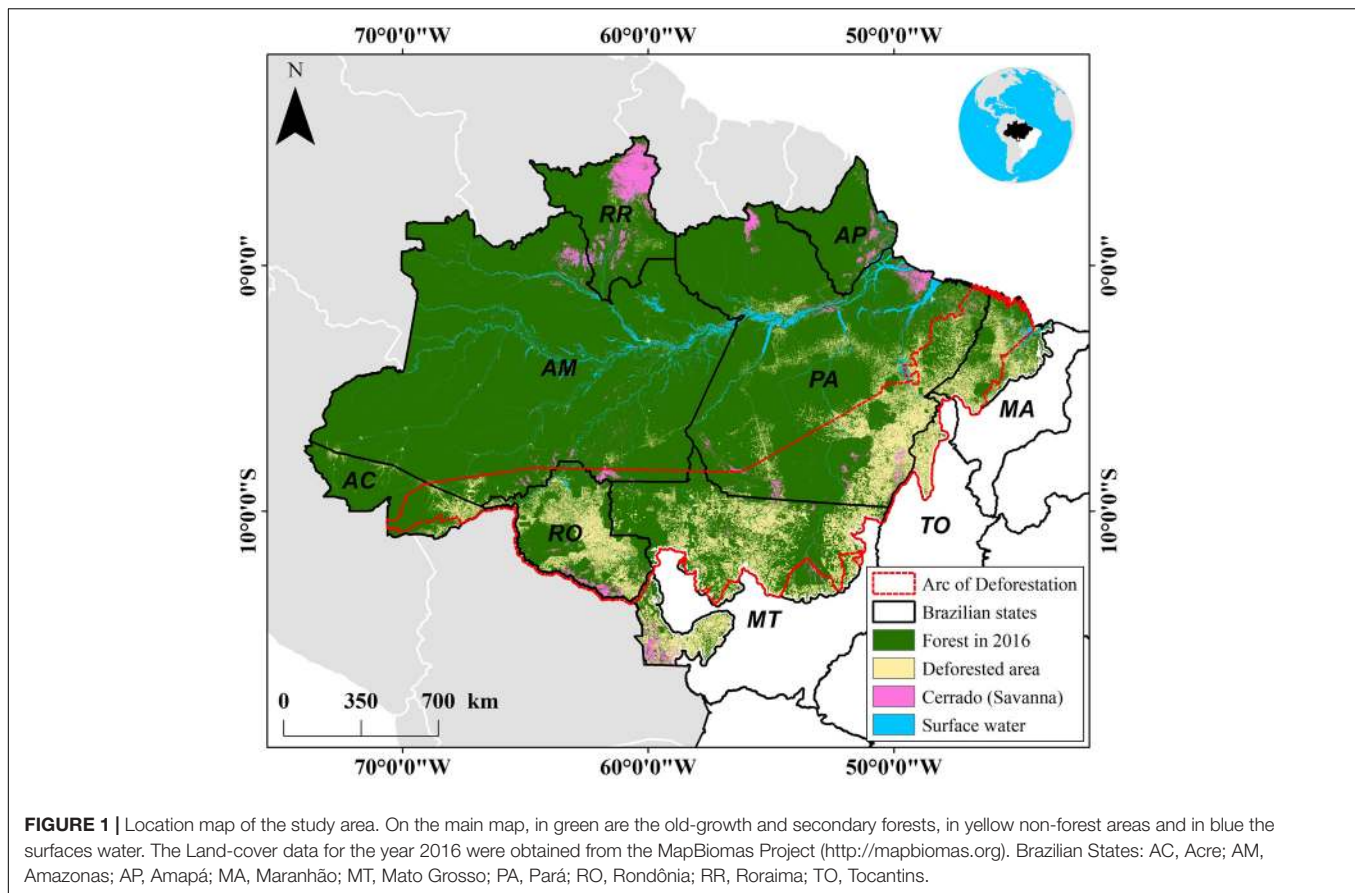 70°0'0"W 60°0'0"W 50°0'0"W
N
RR
AP
0°0'0" 0°0'0"
AM
PA
MA
AC
10°0'0"S 10°0'0"S
RO
TO
MT
Arc of Deforestation
Brazilian states
Forest in 2016
Deforested area
Cerrado (Savanna)
Surface water
0 350 700 km
70°0'0"W 60°0'0"W 50°0'0"W
FIGURE 1 | Location map of the study area. On the main map, in green are the old-growth and secondary forests, in yellow non-forest areas and in blue the
surfaces water. The Land-cover data for the year 2016 were obtained from the MapBiomas Project (http://mapbiomas.org). Brazilian States: AC, Acre; AM,
Amazonas; AP, Amapá; MA, Maranhão; MT, Mato Grosso; PA, Pará; RO, Rondônia; RR, Roraima; TO, Tocantins.